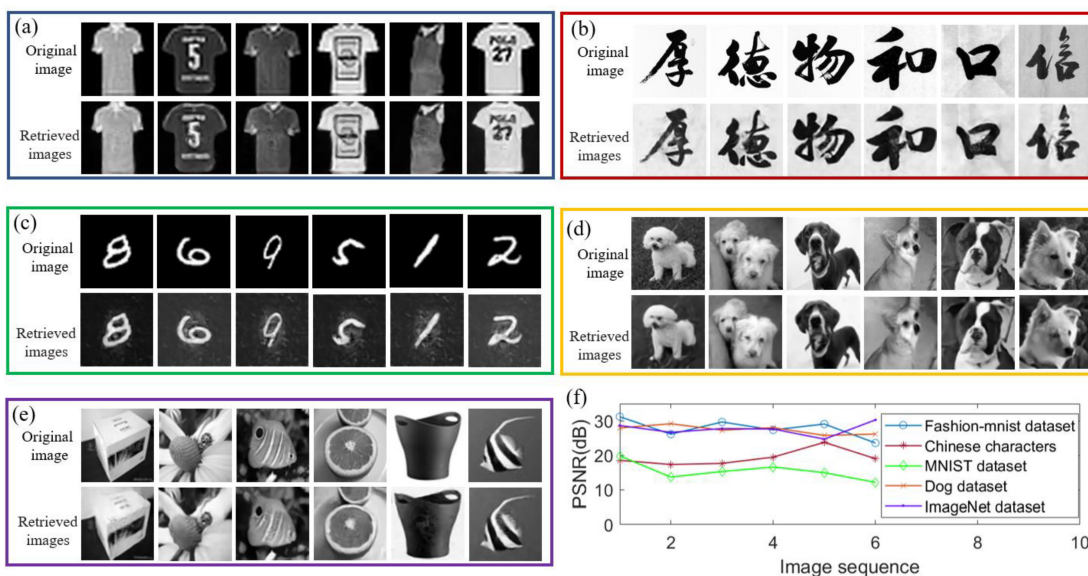 (a)
Original
image
5
POLO
27
Retrieved
images
5
27
(b)
Original
image
厚 德 物 和 口 信
Retrieved
images
厚 德 物 和 口 信
(c)
Original
image
8 6 9 5 1 2
Retrieved
images
8 6 9 5 1 2
(d)
Original
image
Retrieved
images
(e)
Original
image
Retrieved
images
(f)
PSNR(dB)
30
20
10
0
2 4 6 8 10
Image sequence
Fashion-mnist dataset
Chinese characters
MNIST dataset
Dog dataset
ImageNet dataset